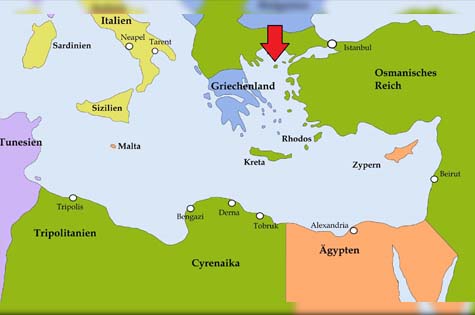 Italien
Sardinien
Neapel
Tarent
Istanbul
Osmanisches
Reich
Griechenland
Sizilien
Tunesien
Malta
Rhodos
Kreta
Zypern
Beirut
Tripolis
Bengazi
Derna
Tobruk
Alexandria
Tripolitanien
Ägypten
Cyrenaika